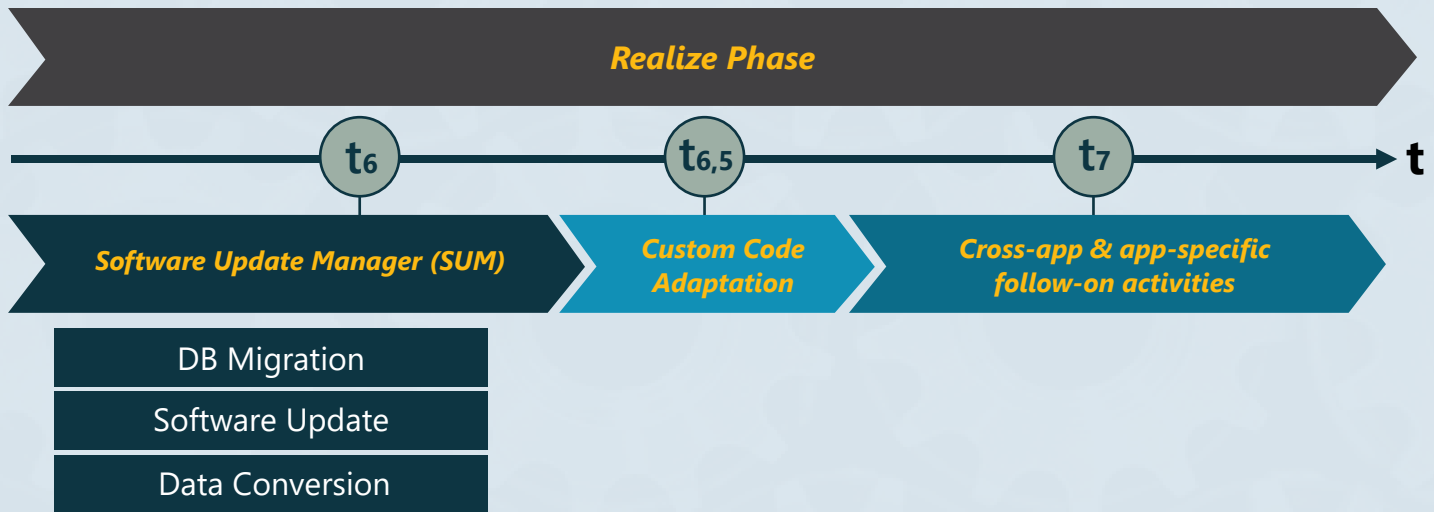 Realize Phase
t6
t6,5
t7
t
Software Update Manager (SUM)
Custom Code
Adaptation
Cross-app & app-specific
follow-on activities
DB Migration
Software Update
Data Conversion